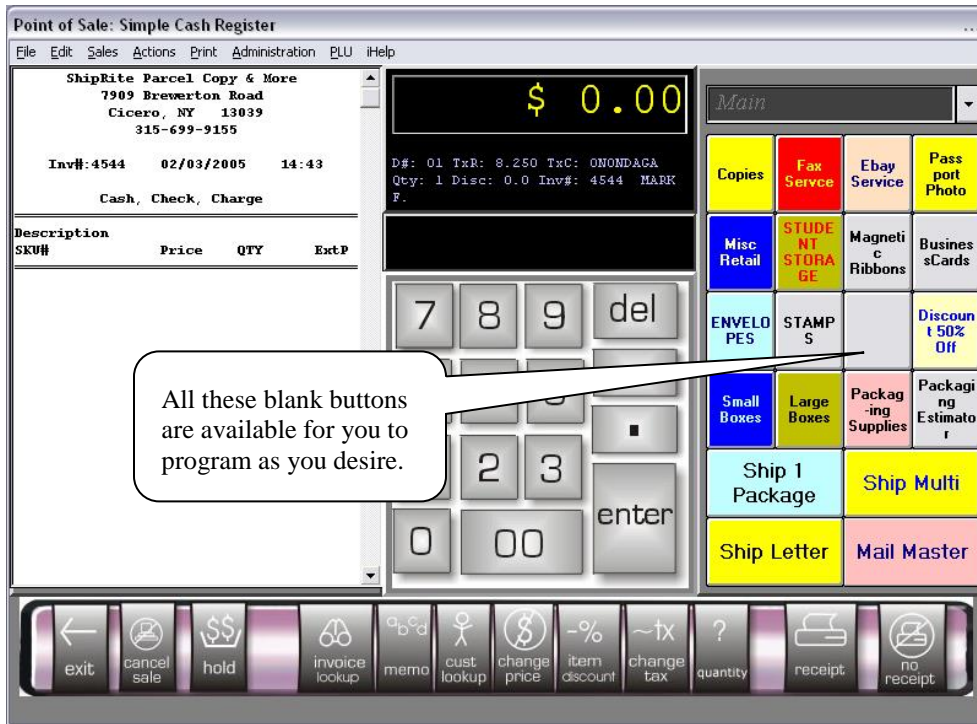 Point of Sale: Simple Cash Register
...
File Edit Sales Actions Print Administration PLU iHelp
ShipRite Parcel Copy & More
7909 Brewerton Road
Cicero, NY 13039
315-699-9155
Inv#:4544 02/03/2005 14:43
Cash, Check, Charge
Description
SKU# Price QTY ExtP
$ 0.00
D#: 01 TxR: 8.250 TxC: ONONDAGA
Qty: 1 Disc: 0.0 Inv#: 4544 MARK
F.
7 8 9 del
2 3
0 00 enter
.
All these blank buttons
are available for you to
program as you desire.
Main
Copies
Fax
Servce
Ebay
Service
Pass
port
Photo
Misc
Retail
STUDE
NT
STORA
GE
Magneti
c
Ribbons
Busines
sCards
ENVELO
PES
STAMP
S
Discoun
t 50%
Off
Small
Boxes
Large
Boxes
Packag
-ing
Supplies
Packagi
ng
Estimato
r
Ship 1
Package
Ship Multi
Ship Letter
Mail Master
exit
cancel
sale
$$
hold
invoice
lookup
abcd
memo
cust
lookup
$
change
price
-%
item
discount
~tx
change
tax
?
quantity
receipt
no
receipt